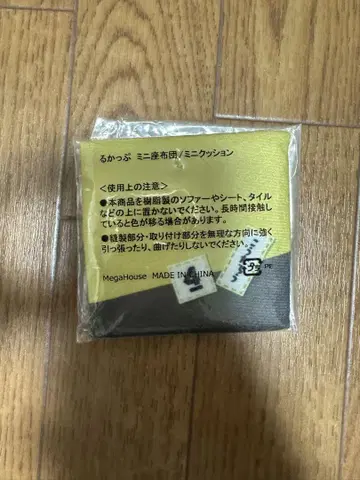 るかっぷ ミニ座布団/ミニクッション
<使用上の注意>
●本商品を樹脂製のソファーやシート、タイル
などの上に置かないでください。長時間接触し
ていると色が移る場合があります。
●縫製部分・取り付け部分を無理な方向に強く
引っ張ったり、曲げたりしないでください。
MegaHouse MADE IN CHINA
プラ PF